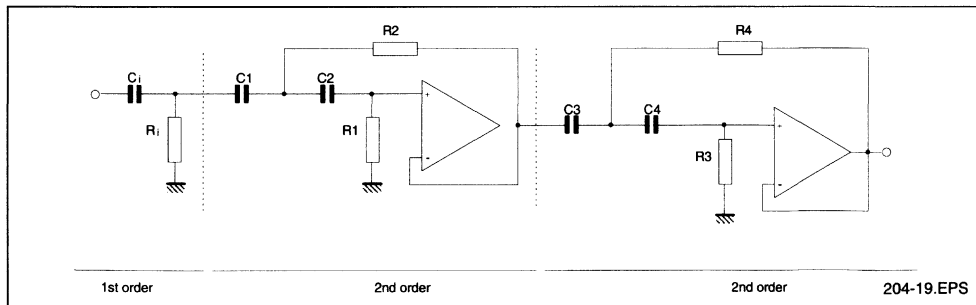 R2
R4
Ci
C1
C2
C3
C4
Ri
R1
R3
+
-
+
-
1st order
2nd order
2nd order
204-19.EPS